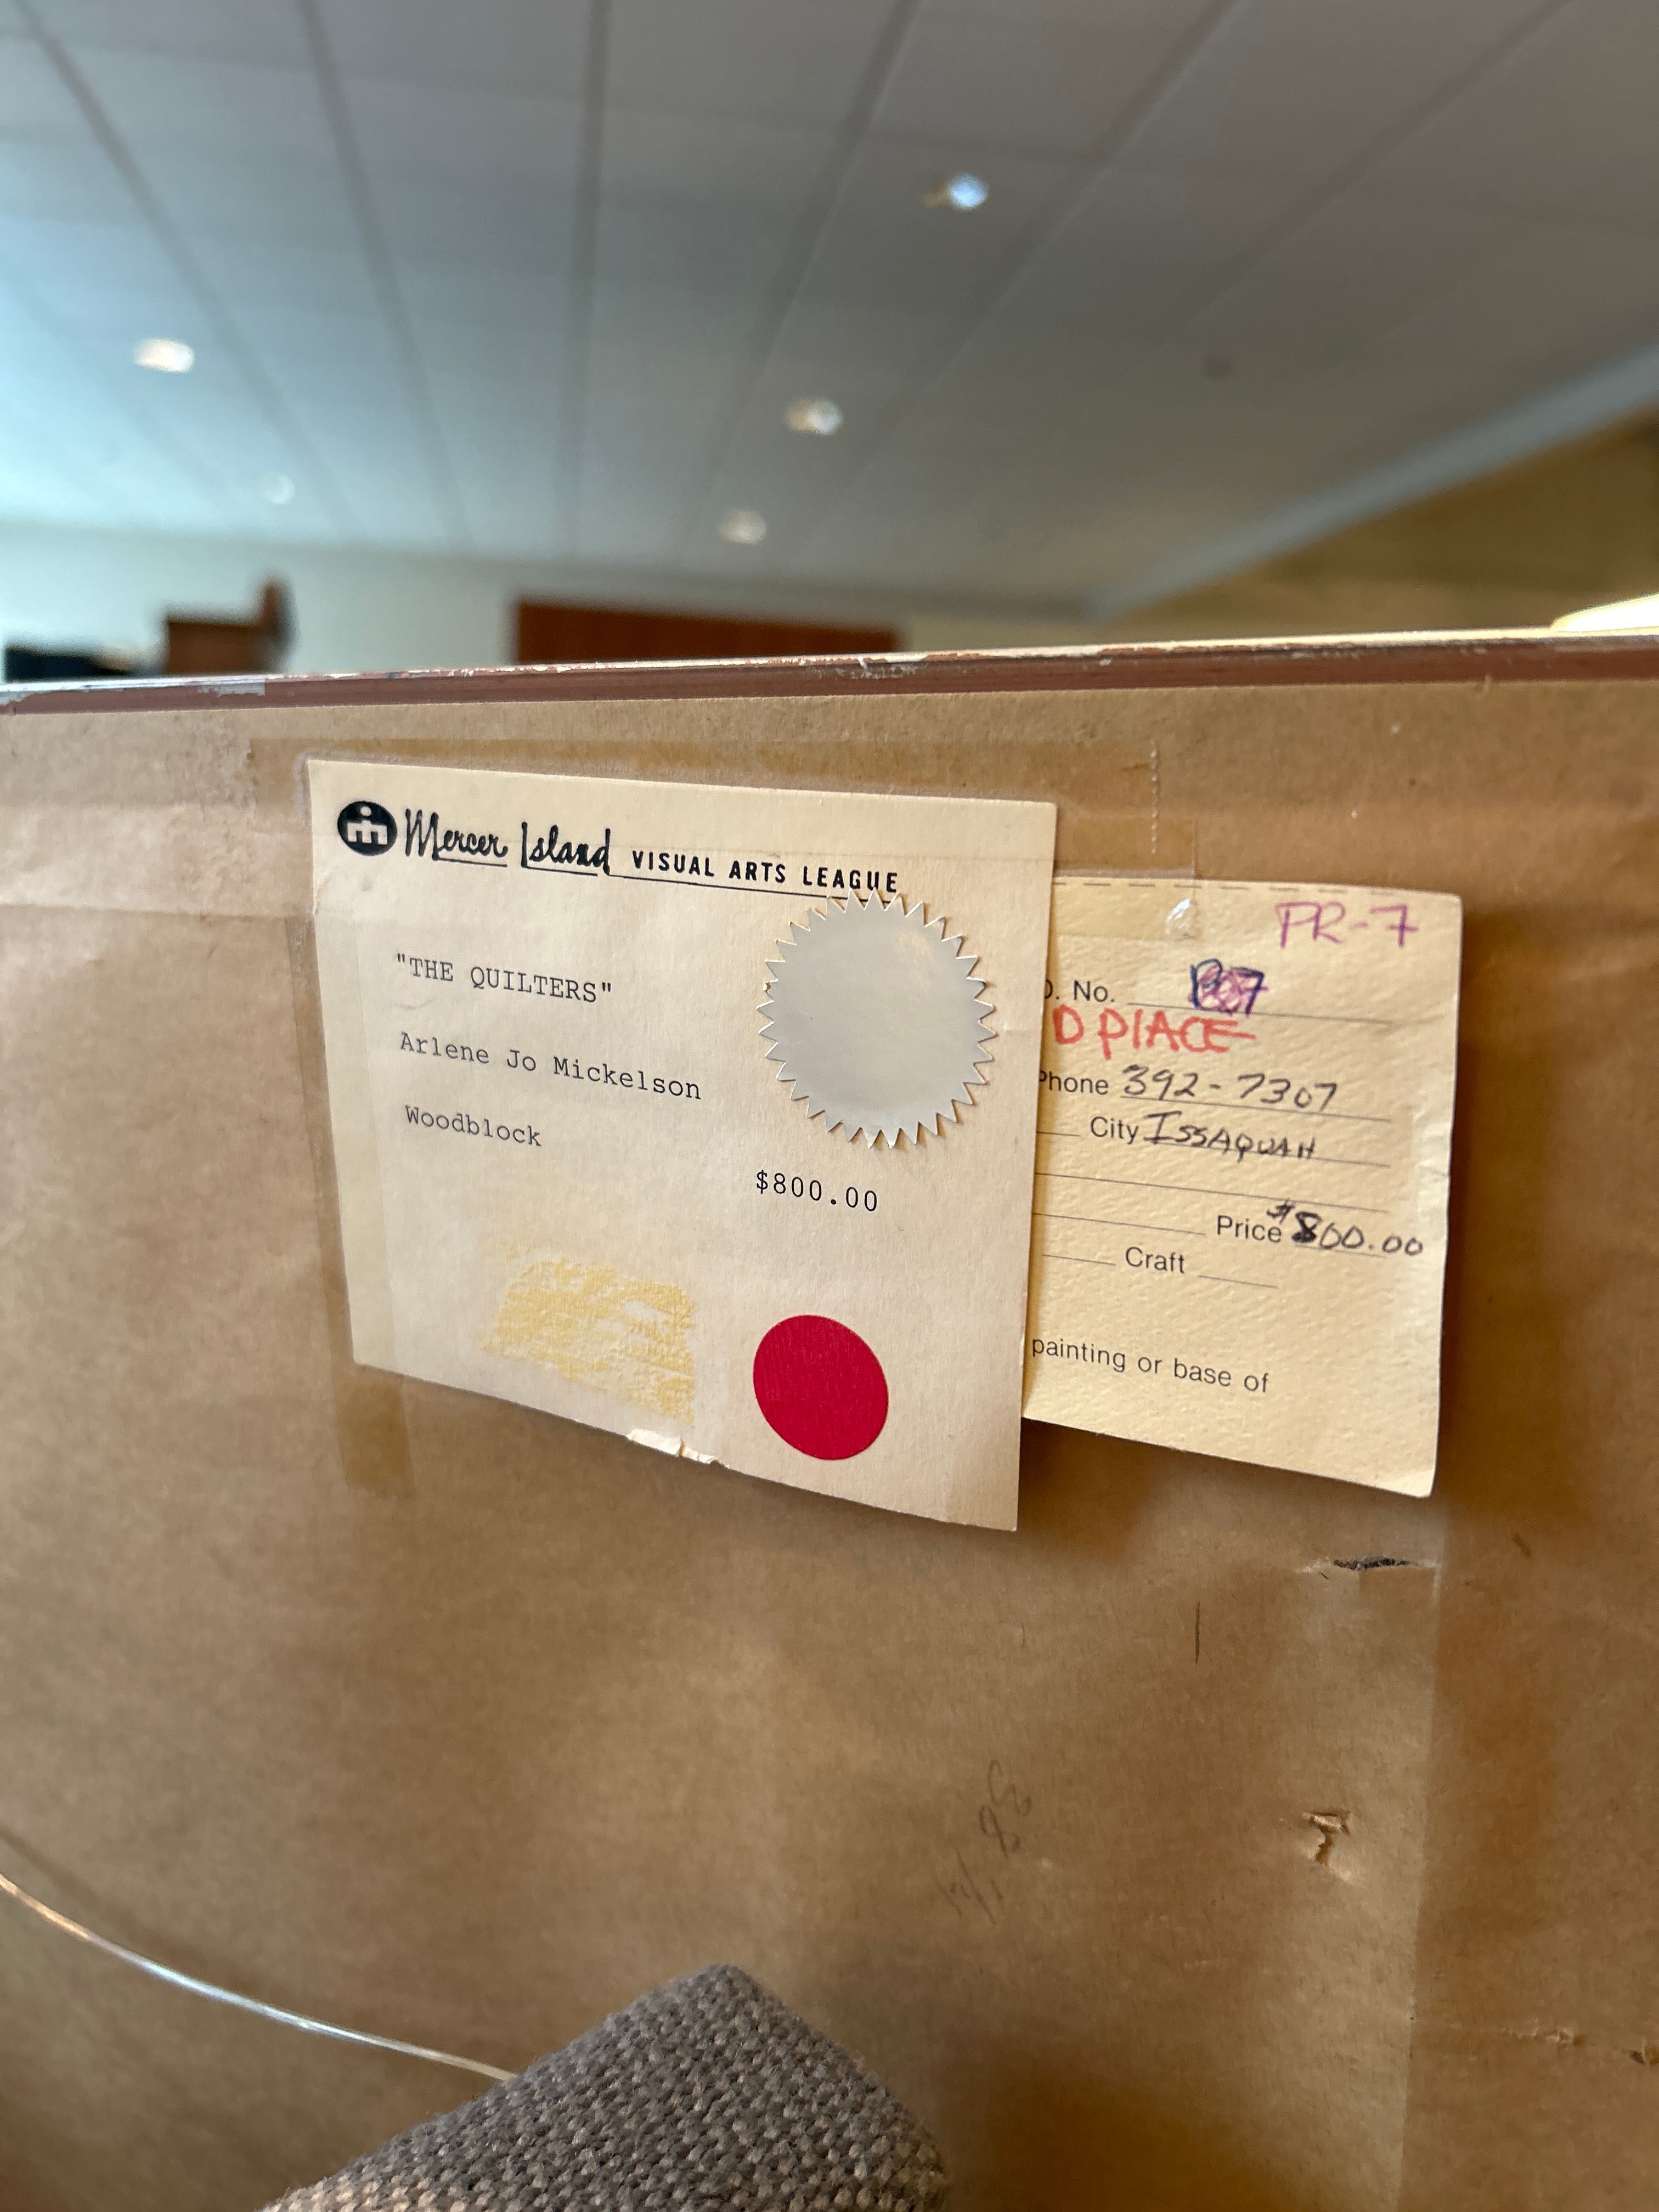 Mercer Island VISUAL ARTS LEAGUE
"THE QUILTERS"
Arlene Jo Mickelson
Woodblock
$800.00
PR-7
. No.
D PlACE
Phone 392-7307
City ISSAQUAH
Price $800.00
Craft
painting or base of